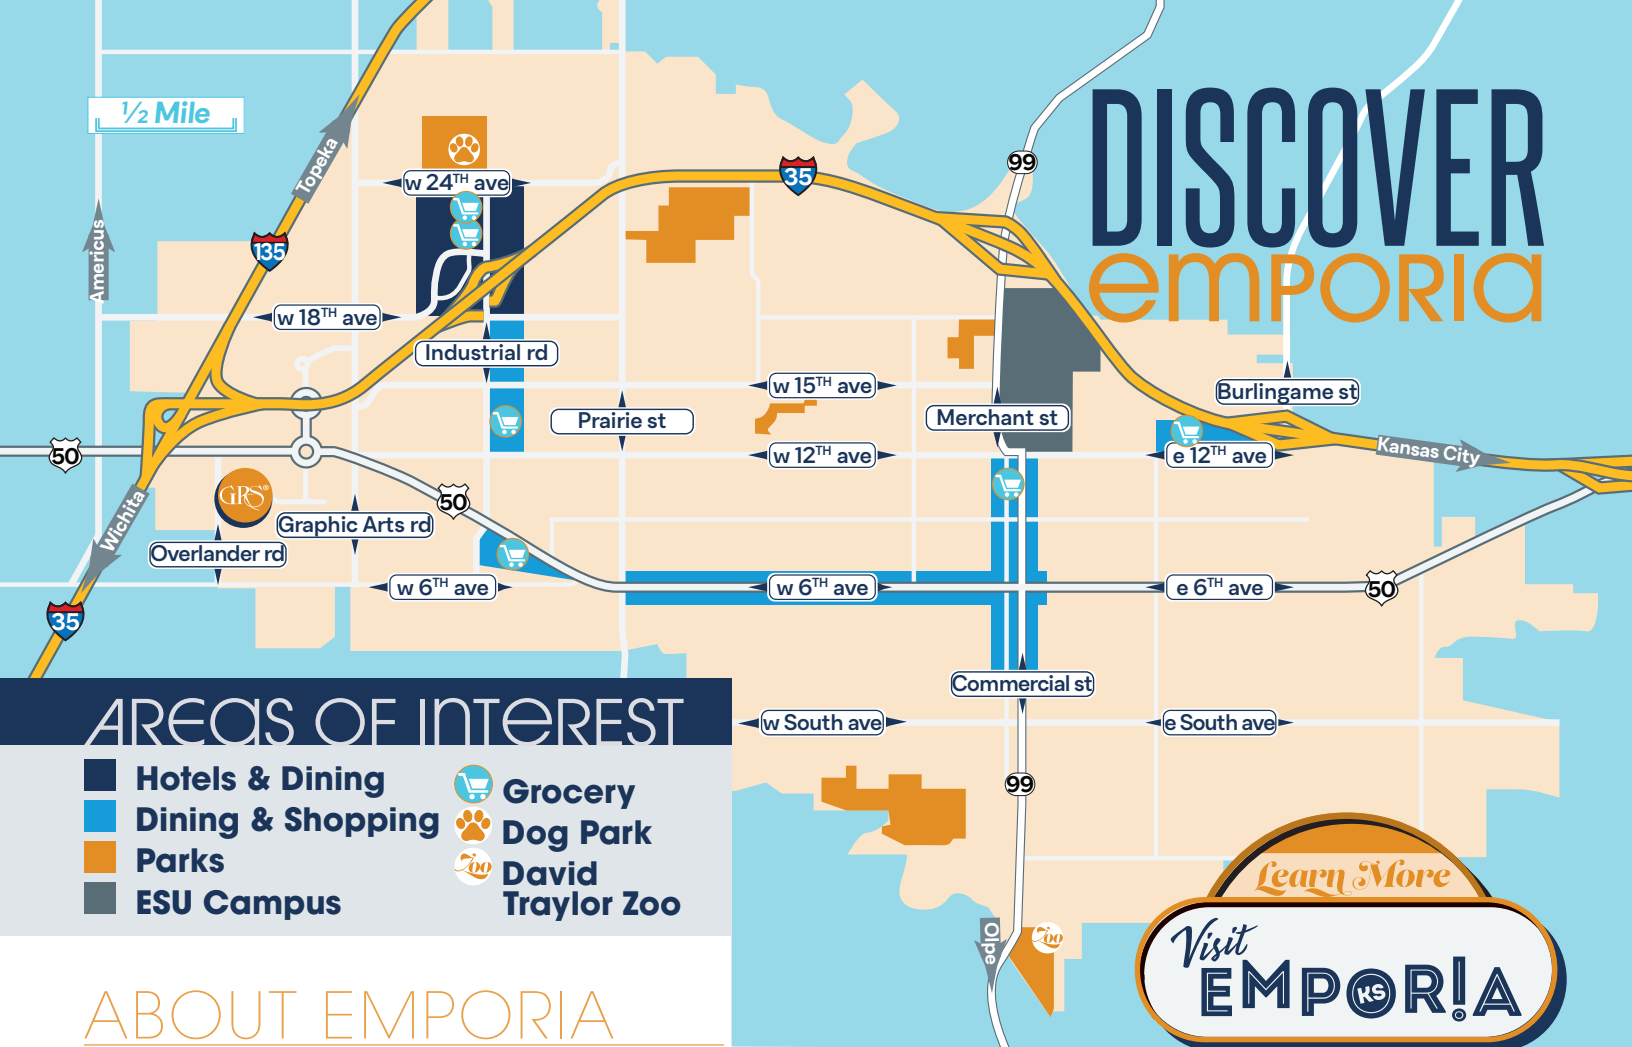 ½ Mile
Topeka
Americus
135
w 24TH ave
35
99
DISCOVER
emPORIa
w 18TH ave
Industrial rd
w 15TH ave
Burlingame st
Prairie st
Merchant st
50
w 12TH ave
e 12TH ave
Kansas City
GRS®
Wichita
50
Graphic Arts rd
Overlander rd
w 6TH ave
w 6TH ave
e 6TH ave
50
35
Commercial st
w South ave
e South ave
99
Olpe
Zoo
AREaS OF InTeREST
Hotels & Dining
Dining & Shopping
Parks
ESU Campus
Grocery
Dog Park
Zoo
David
Traylor Zoo
ABOUT EMPORIA
Learn More
Visit
EMPORIA
KS